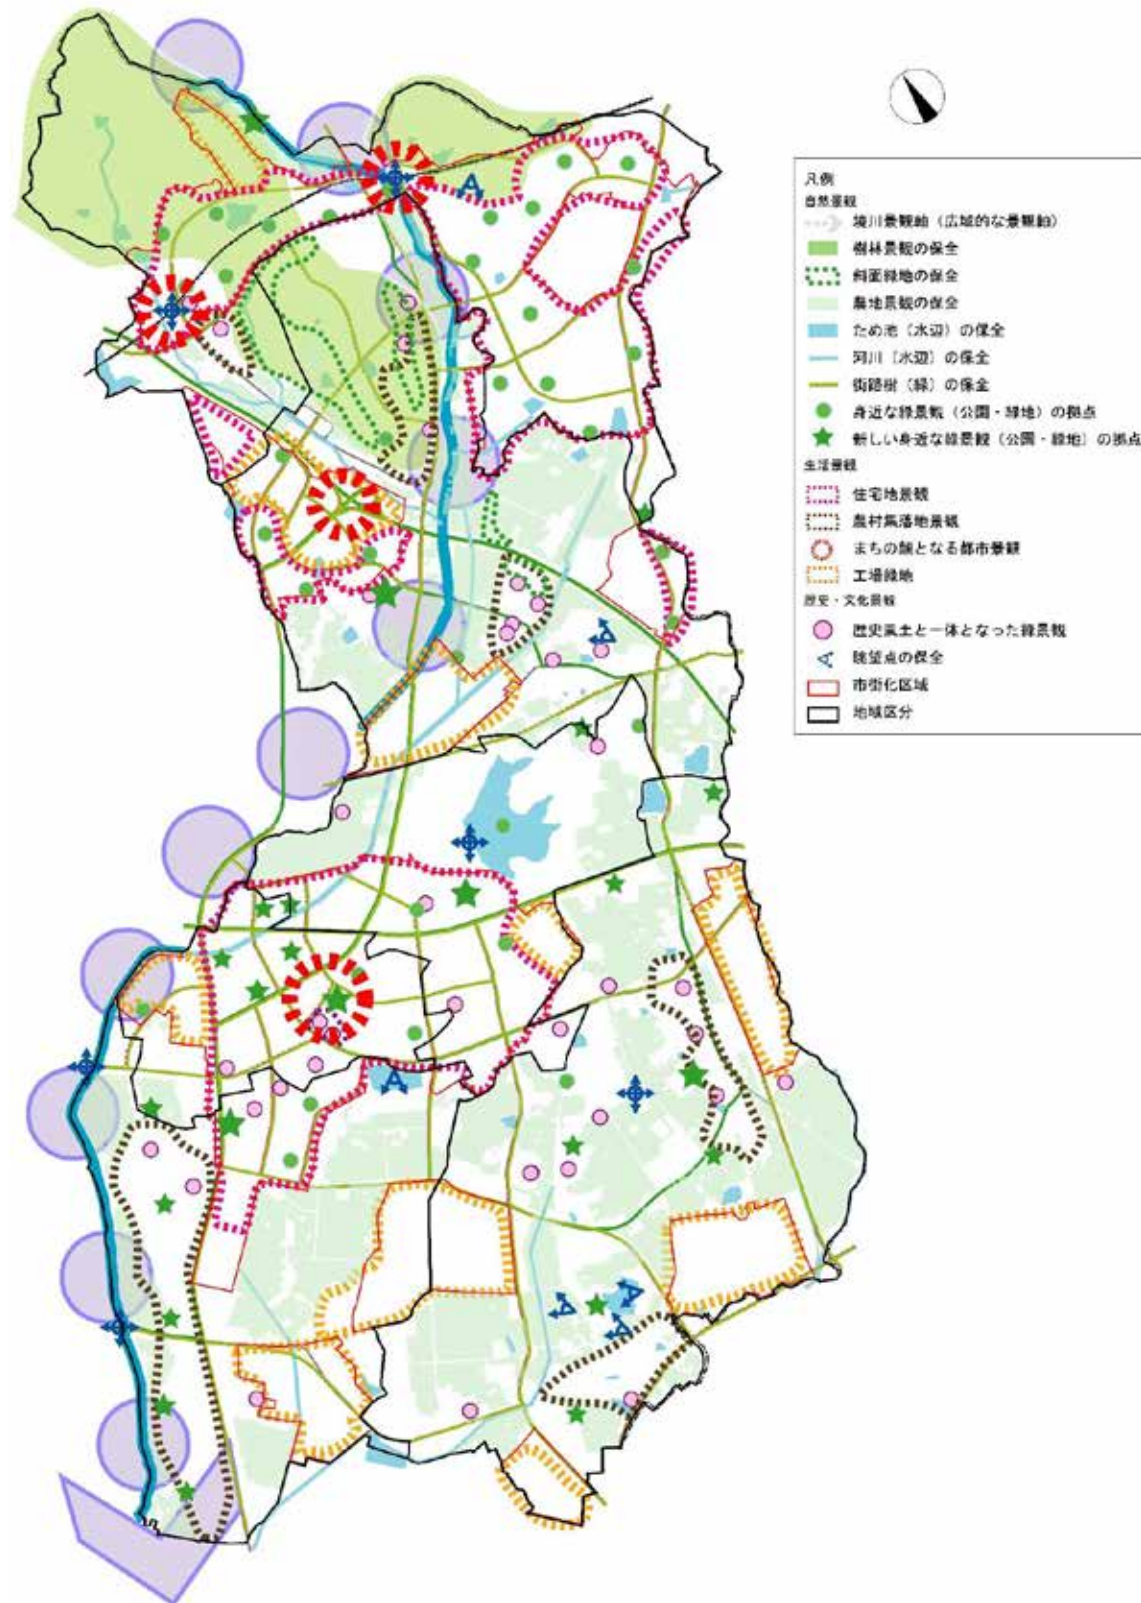 凡例
自然景観
境川景観軸（広域的な景観軸）
樹林景観の保全
斜面緑地の保全
農地景観の保全
ため池（水辺）の保全
河川（水辺）の保全
街路樹（緑）の保全
身近な緑景観（公園・緑地）の拠点
新しい身近な緑景観（公園・緑地）の拠点
生活景観
住宅地景観
農村集落地景観
まちの顔となる都市景観
工場緑地
歴史・文化景観
歴史風土と一体となった緑景観
眺望点の保全
市街化区域
地域区分